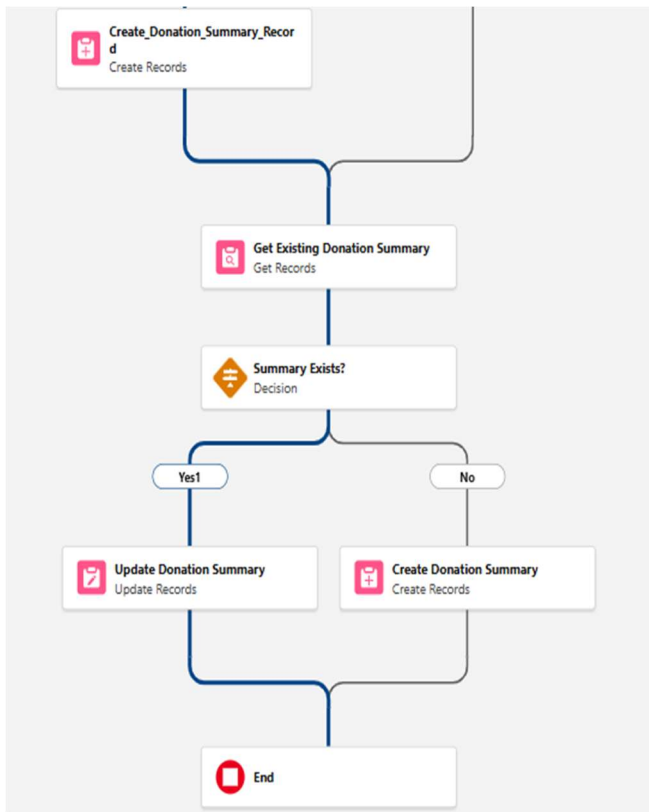 Create_Donation_Summary_Recor
d
Create Records
Get Existing Donation Summary
Get Records
Summary Exists?
Decision
Yes1
No
Update Donation Summary
Update Records
Create Donation Summary
Create Records
End